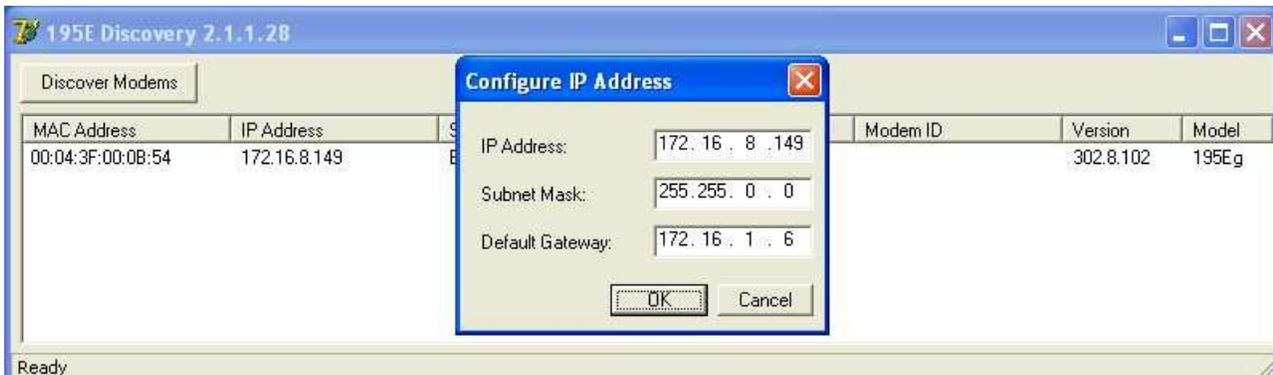 195E Discovery 2.1.1.28
Discover Modems
Configure IP Address
MAC Address IP Address Modem ID Version Model
00:04:3F:00:0B:54 172.16.8.149 302.8.102 195Eg
IP Address: 172. 16 . 8 .149
Subnet Mask: 255.255. 0 . 0
Default Gateway: 172. 16 . 1 . 6
OK Cancel
Ready